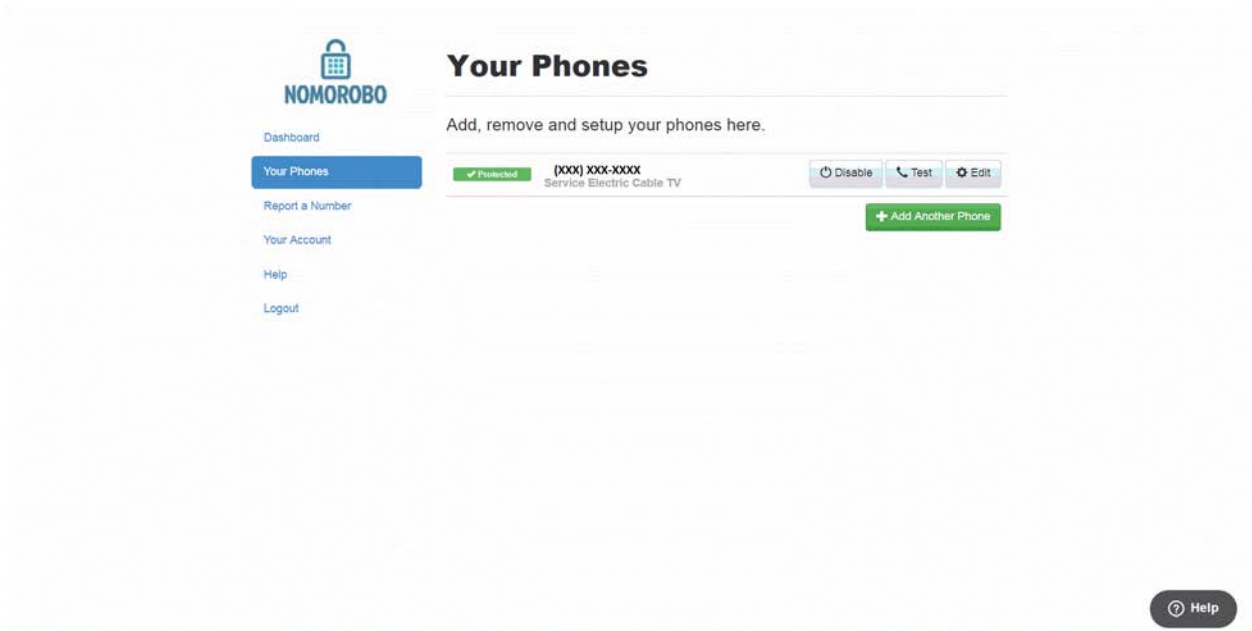 NOMOROBO
Dashboard
Your Phones
Report a Number
Your Account
Help
Logout
Your Phones
Add, remove and setup your phones here.
Protected
(XXX) XXX-XXXX
Service Electric Cable TV
Disable
Test
Edit
Add Another Phone
Help